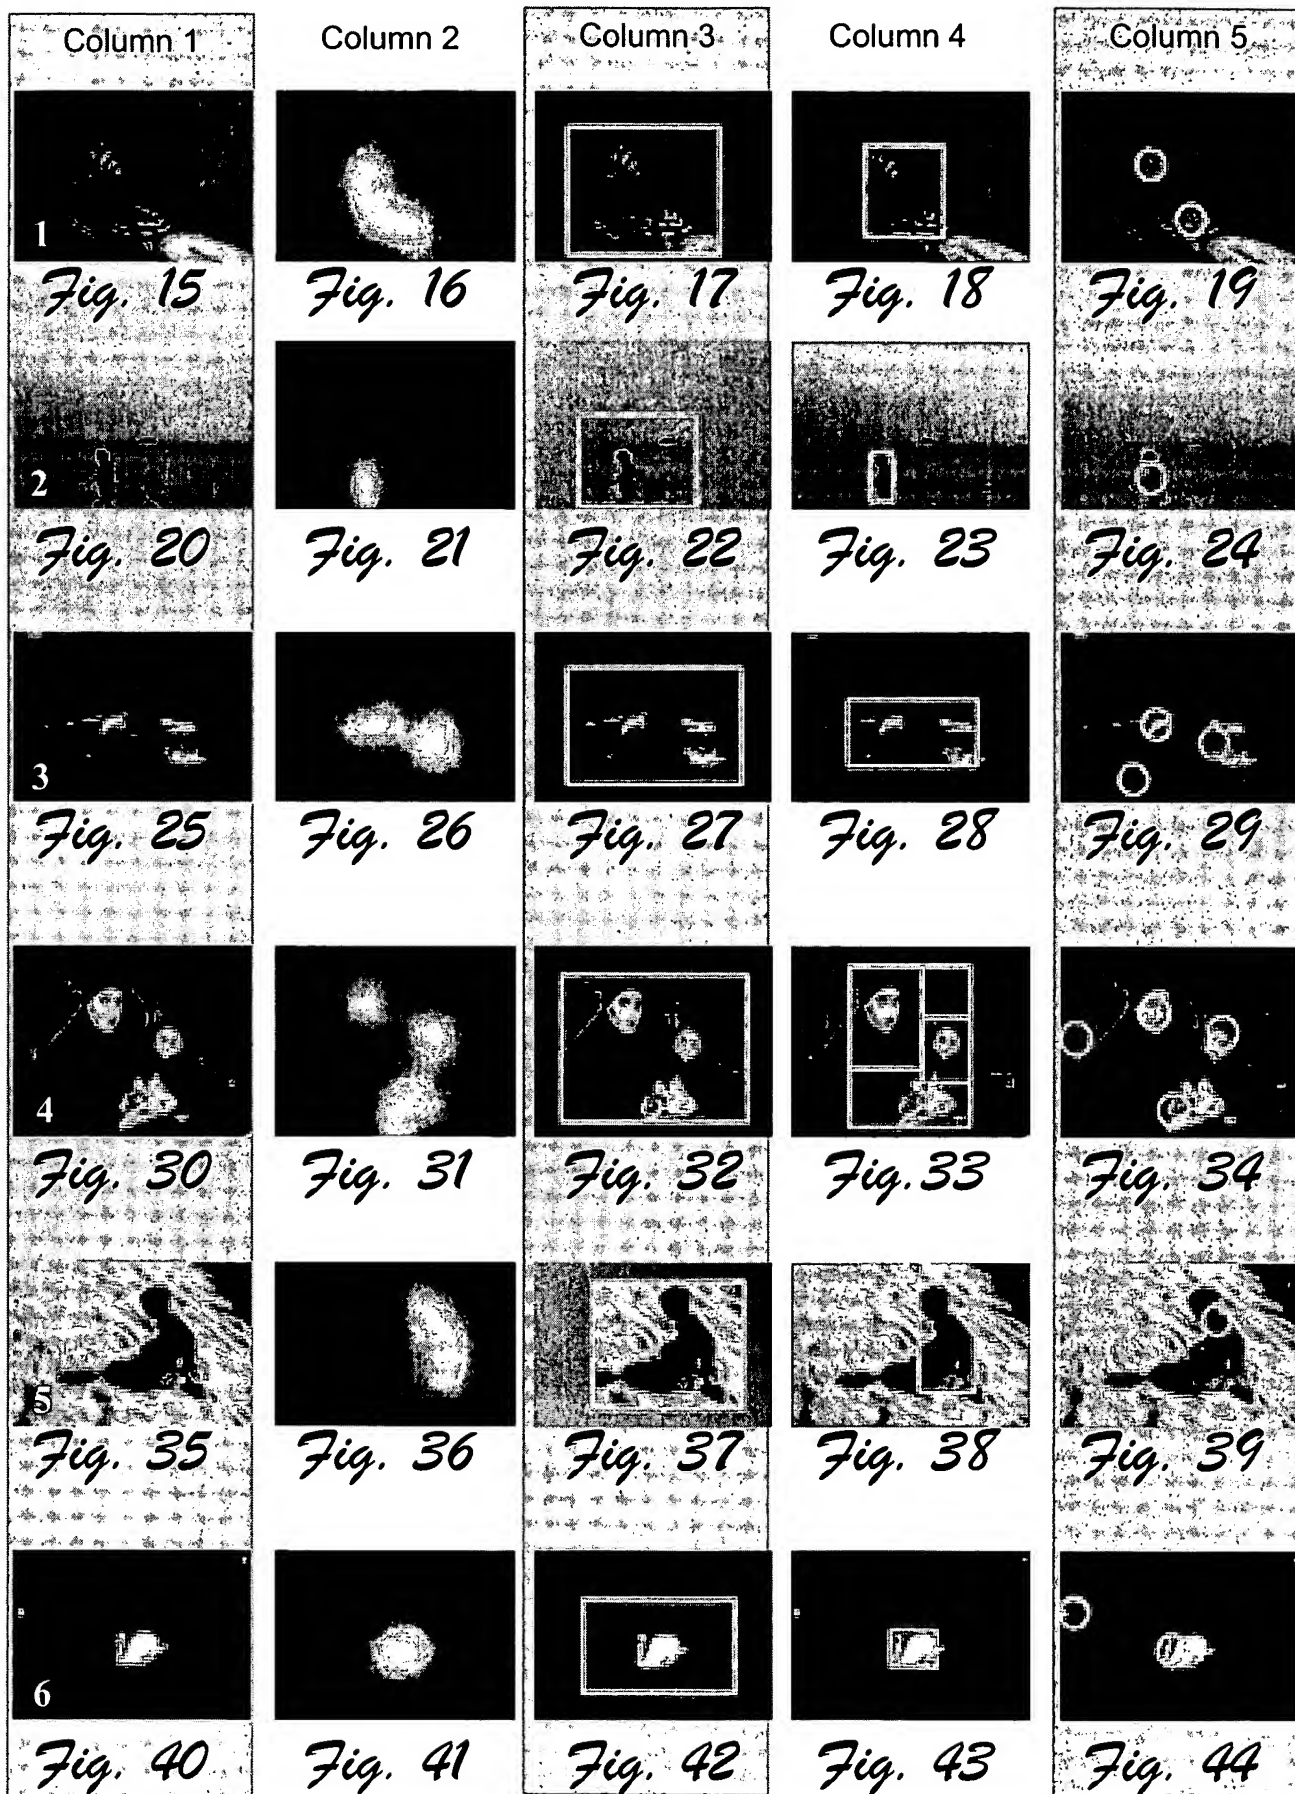 Column 1 Column 2 Column 3 Column 4 Column 5
1
Fig. 15 Fig. 16 Fig. 17 Fig. 18 Fig. 19
2
Fig. 20 Fig. 21 Fig. 22 Fig. 23 Fig. 24
3
Fig. 25 Fig. 26 Fig. 27 Fig. 28 Fig. 29
4
Fig. 30 Fig. 31 Fig. 32 Fig. 33 Fig. 34
5
Fig. 35 Fig. 36 Fig. 37 Fig. 38 Fig. 39
6
Fig. 40 Fig. 41 Fig. 42 Fig. 43 Fig. 44